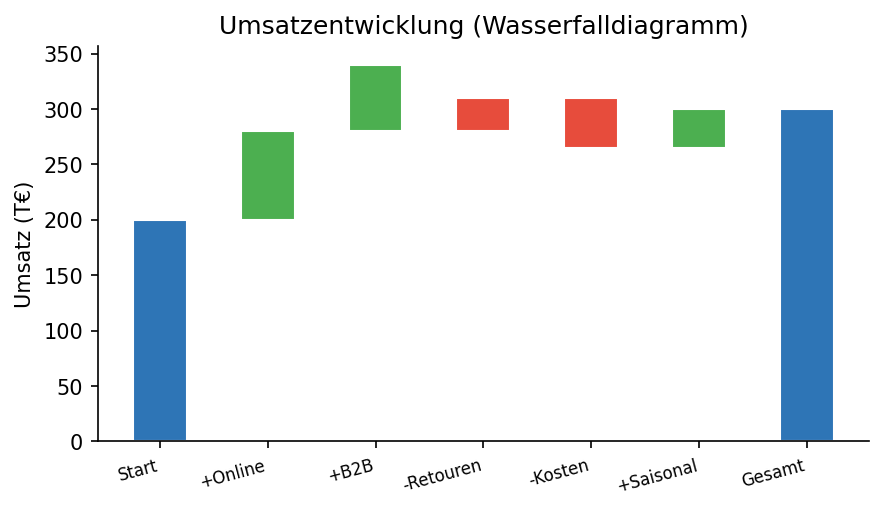 Umsatzentwicklung (Wasserfalldiagramm)
Umsatz (T€)
350
300
250
200
150
100
50
0
Start
+Online
+B2B
-Retouren
-Kosten
+Saisonal
Gesamt